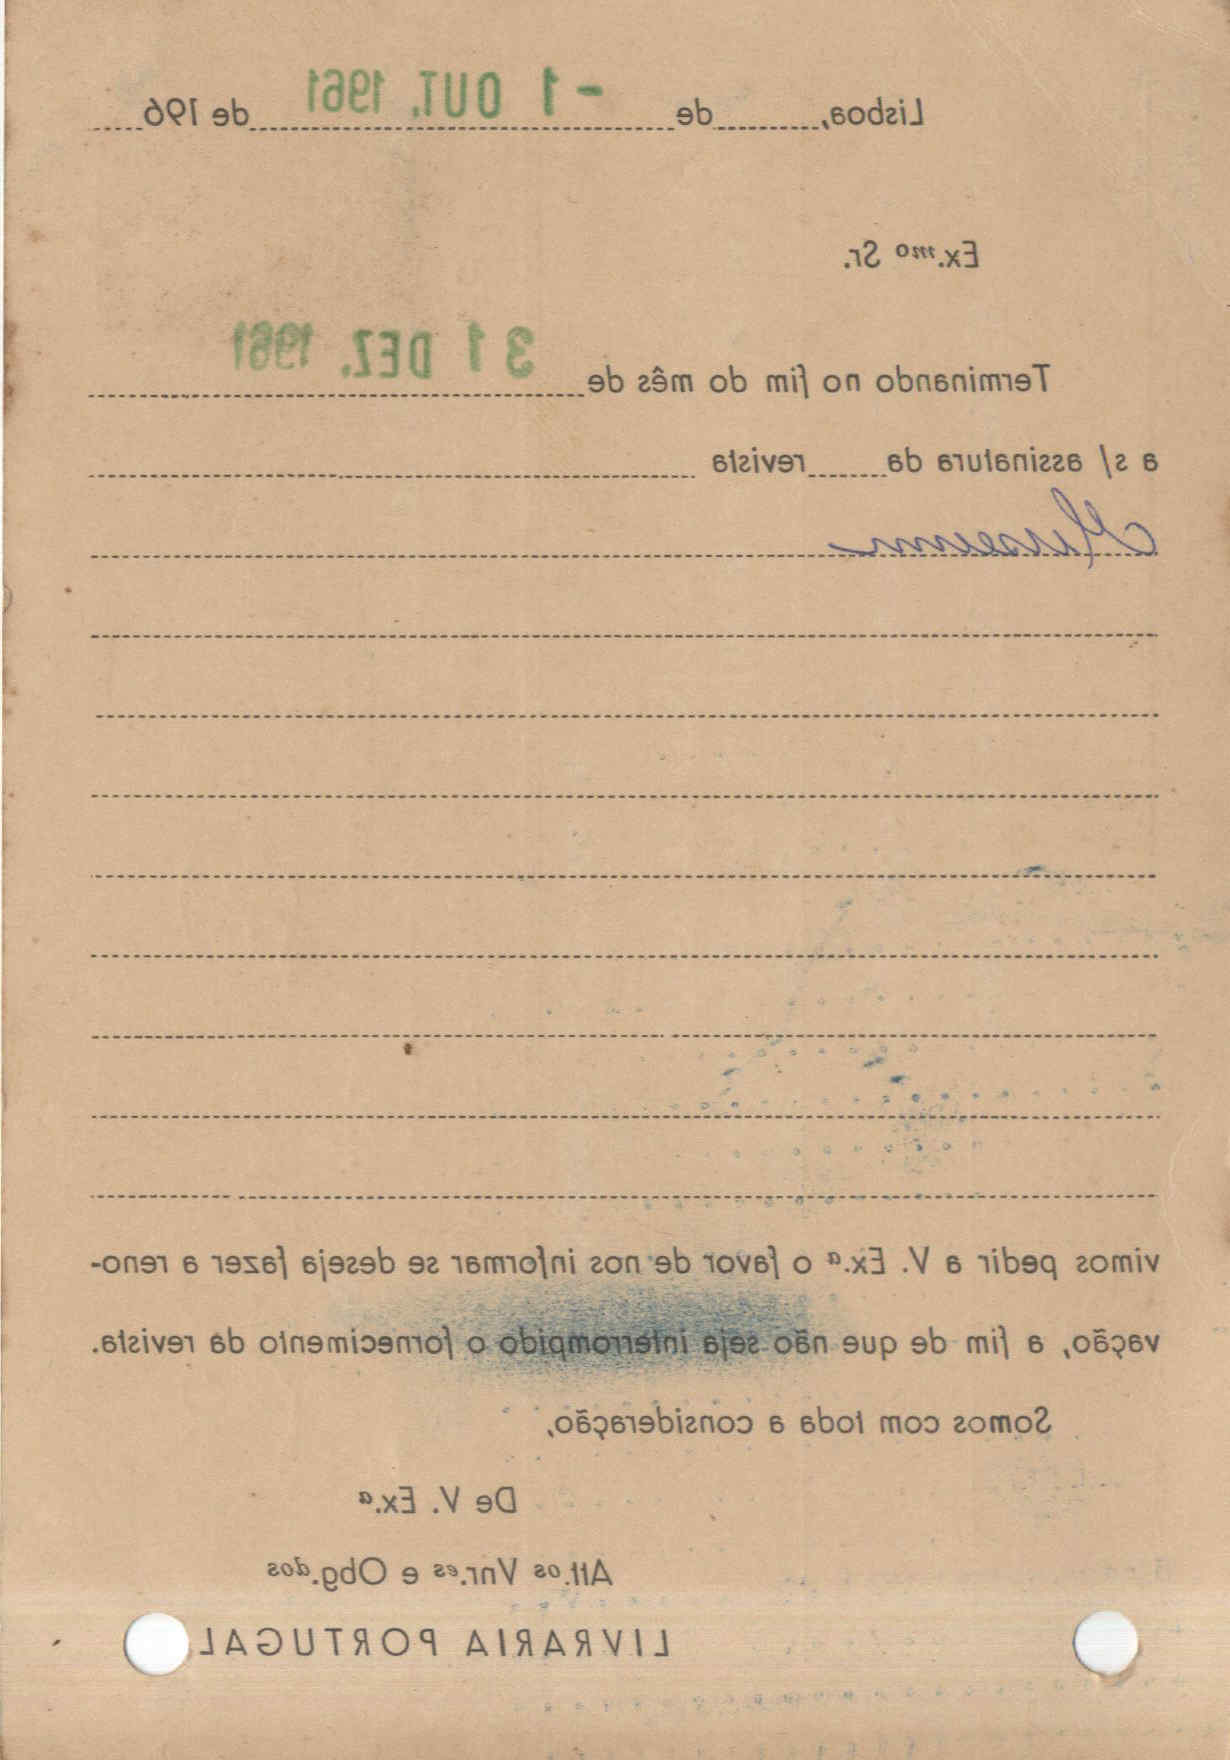 Lisboa,        de        - 1 OUT. 1961        de 196
Ex.mo Sr.
Terminando no fim do mês de 31 DEZ. 1961
a s/ assinatura da        revista
Museum
vimos pedir a V. Ex.ª o favor de nos informar se deseja fazer a reno-
vação, a fim de que não seja interrompido o fornecimento da revista.
Somos com toda a consideração,
De V. Ex.ª
Att.os Vnr.es e Obg.dos
LIVRARIA PORTUGAL